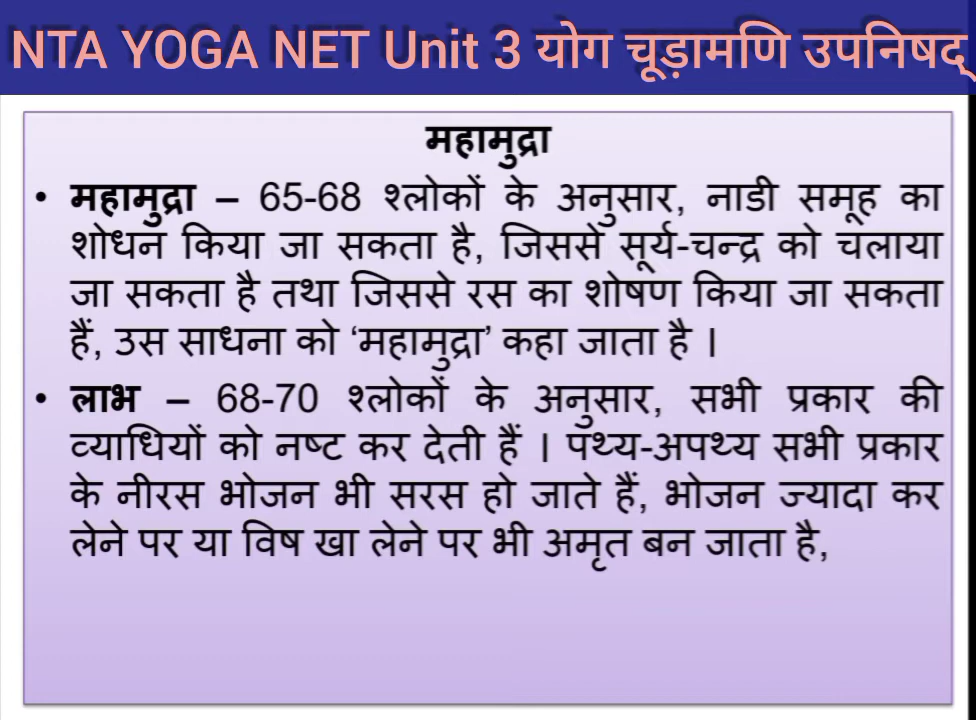 NTA YOGA NET Unit 3 योग चूड़ामणि उपनिषद्
महामुद्रा
• महामुद्रा – 65-68 श्लोकों के अनुसार, नाडी समूह का
शोधन किया जा सकता है, जिससे सूर्य-चन्द्र को चलाया
जा सकता है तथा जिससे रस का शोषण किया जा सकता
हैं, उस साधना को ‘महामुद्रा’ कहा जाता है ।
• लाभ – 68-70 श्लोकों के अनुसार, सभी प्रकार की
व्याधियों को नष्ट कर देती हैं । पथ्य-अपथ्य सभी प्रकार
के नीरस भोजन भी सरस हो जाते हैं, भोजन ज्यादा कर
लेने पर या विष खा लेने पर भी अमृत बन जाता है,